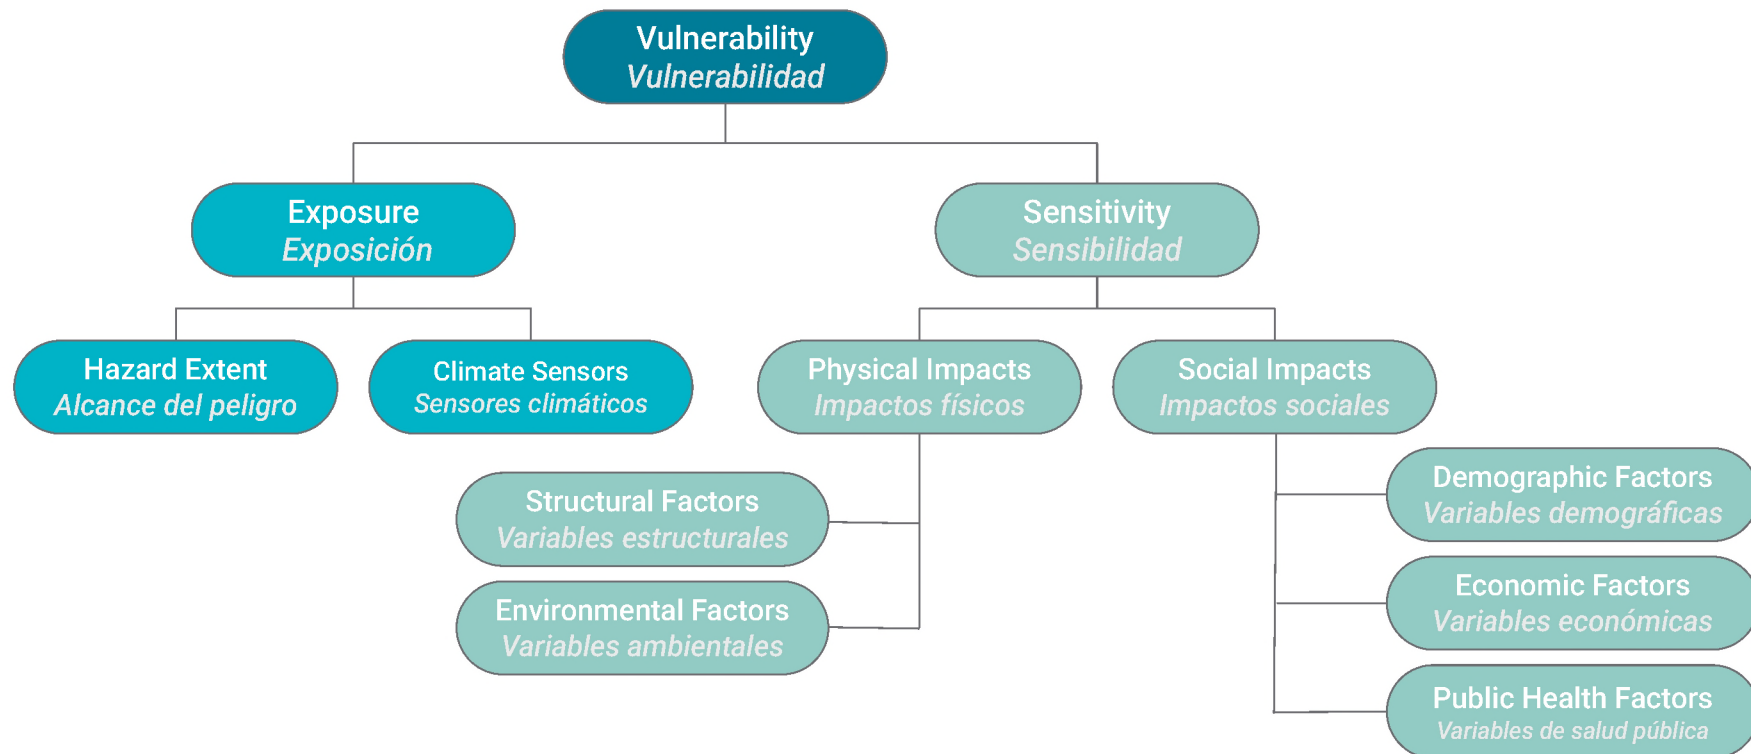 Vulnerability
Vulnerabilidad
Exposure
Exposición
Sensitivity
Sensibilidad
Hazard Extent
Alcance del peligro
Climate Sensors
Sensores climáticos
Physical Impacts
Impactos físicos
Social Impacts
Impactos sociales
Structural Factors
Variables estructurales
Environmental Factors
Variables ambientales
Demographic Factors
Variables demográficas
Economic Factors
Variables económicas
Public Health Factors
Variables de salud pública